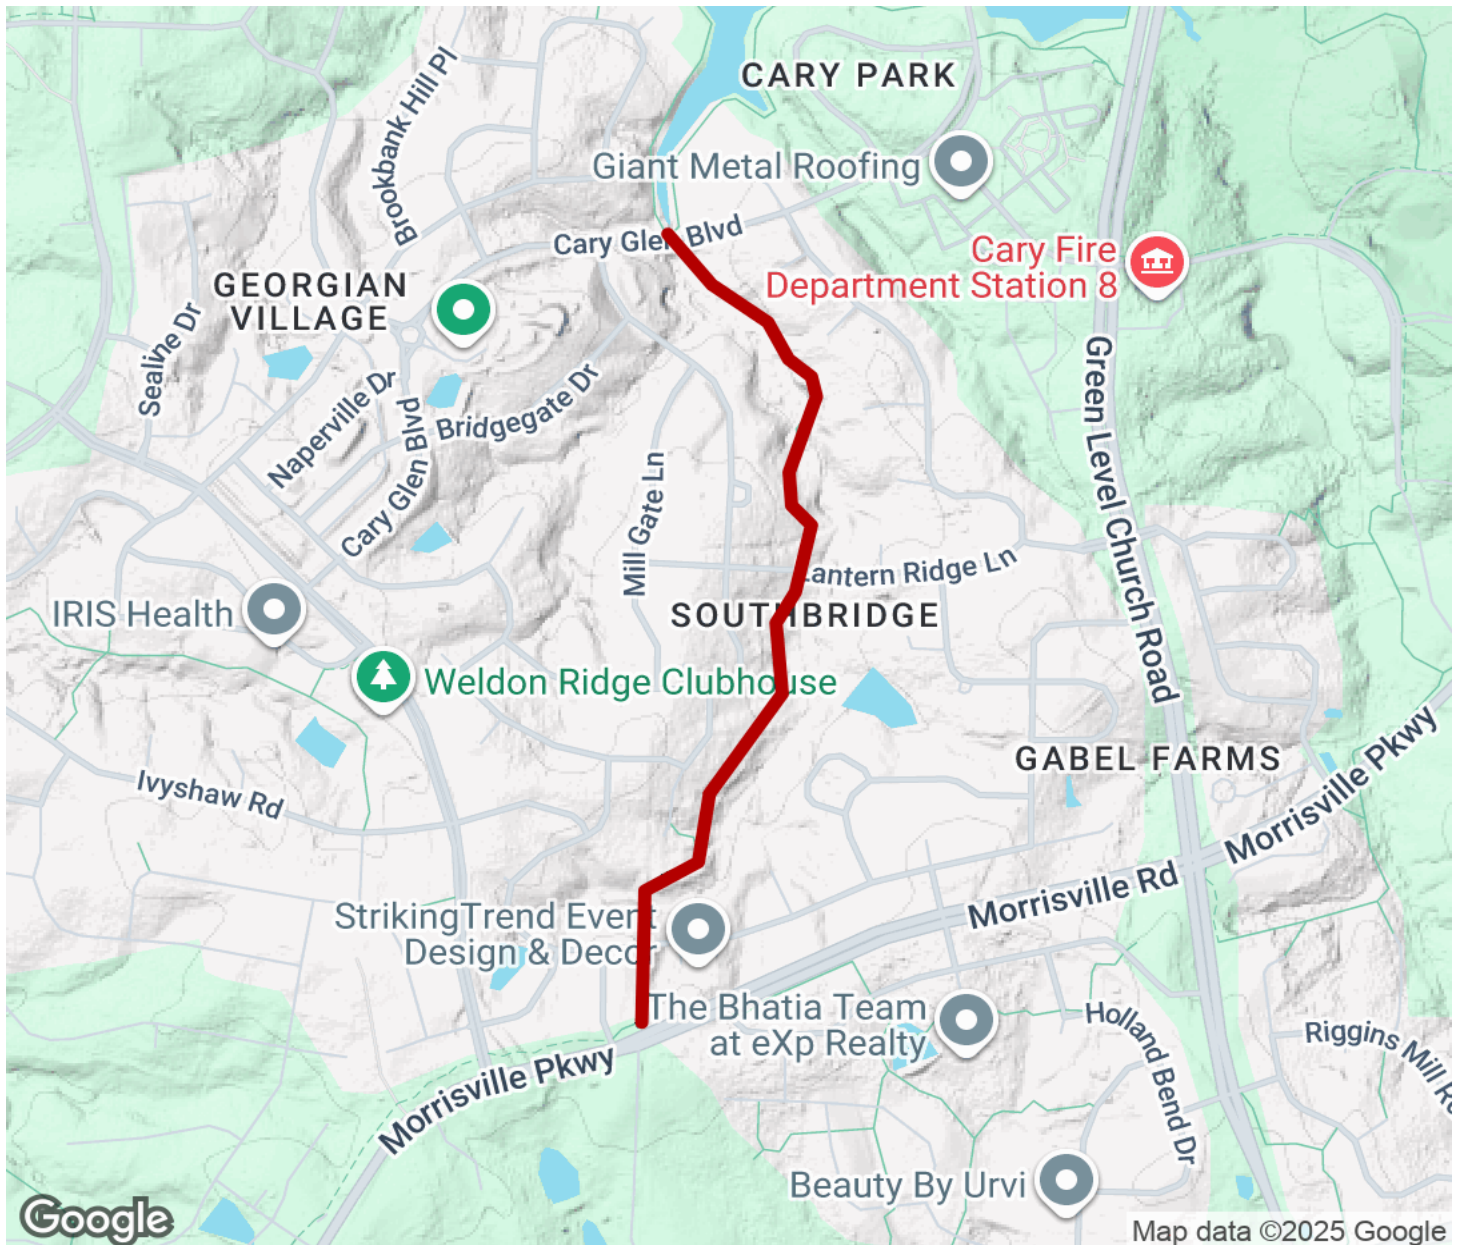 CARY PARK
Brookbank Hill Pl
Giant Metal Roofing
Cary Glen Blvd
Cary Fire
Department Station 8
GEORGIAN
VILLAGE
Sealine Dr
Naperville Dr
Cary Glen Blvd
Bridgegate Dr
Green Level Church Road
Mill Gate Ln
Lantern Ridge Ln
IRIS Health
SOUTHBRIDGE
Weldon Ridge Clubhouse
GABEL FARMS
Ivyshaw Rd
Morrisville Pkwy
Morrisville Rd
StrikingTrend Event
Design & Decor
The Bhatia Team
at eXp Realty
Holland Bend Dr
Riggins Mill
Morrisville Pkwy
Beauty By Urvi
Google
Map data ©2025 Google